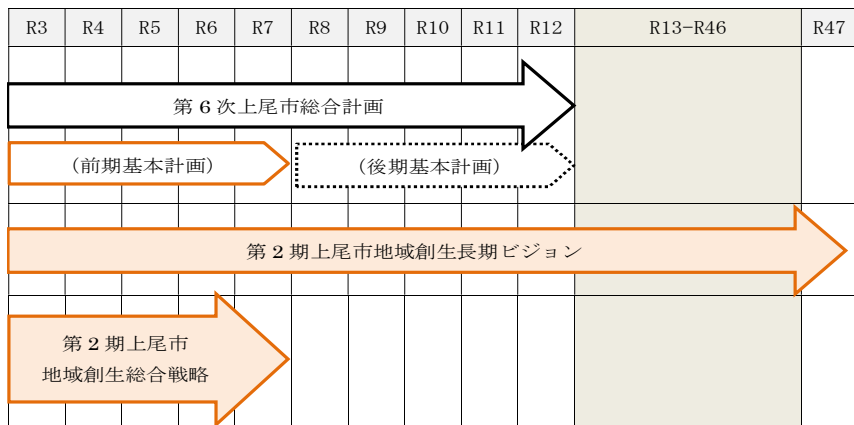 R3 R4 R5 R6 R7 R8 R9 R10 R11 R12 R13-R46 R47
第6次上尾市総合計画
(前期基本計画) (後期基本計画)
第2期上尾市地域創生長期ビジョン
第2期上尾市
地域創生総合戦略